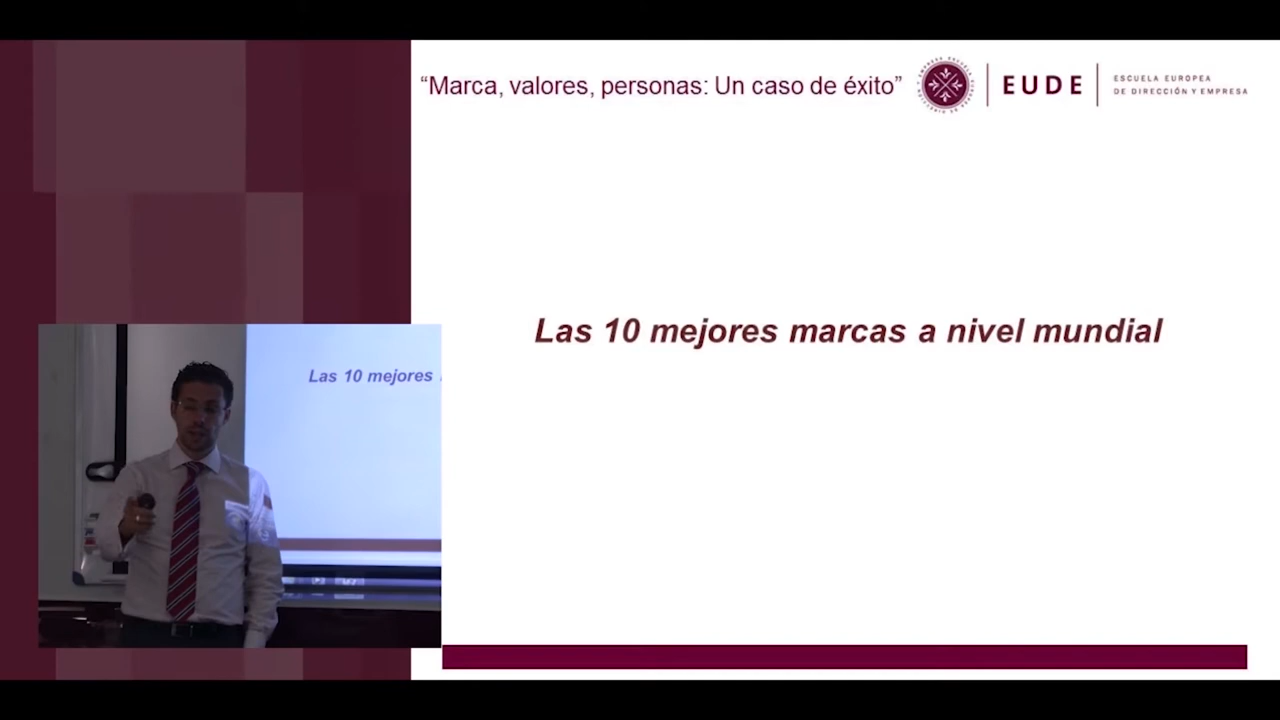 “Marca, valores, personas: Un caso de éxito”
EUDE
ESCUELA EUROPEA
DE DIRECCIÓN Y EMPRESA
Las 10 mejores marcas a nivel mundial
Las 10 mejores